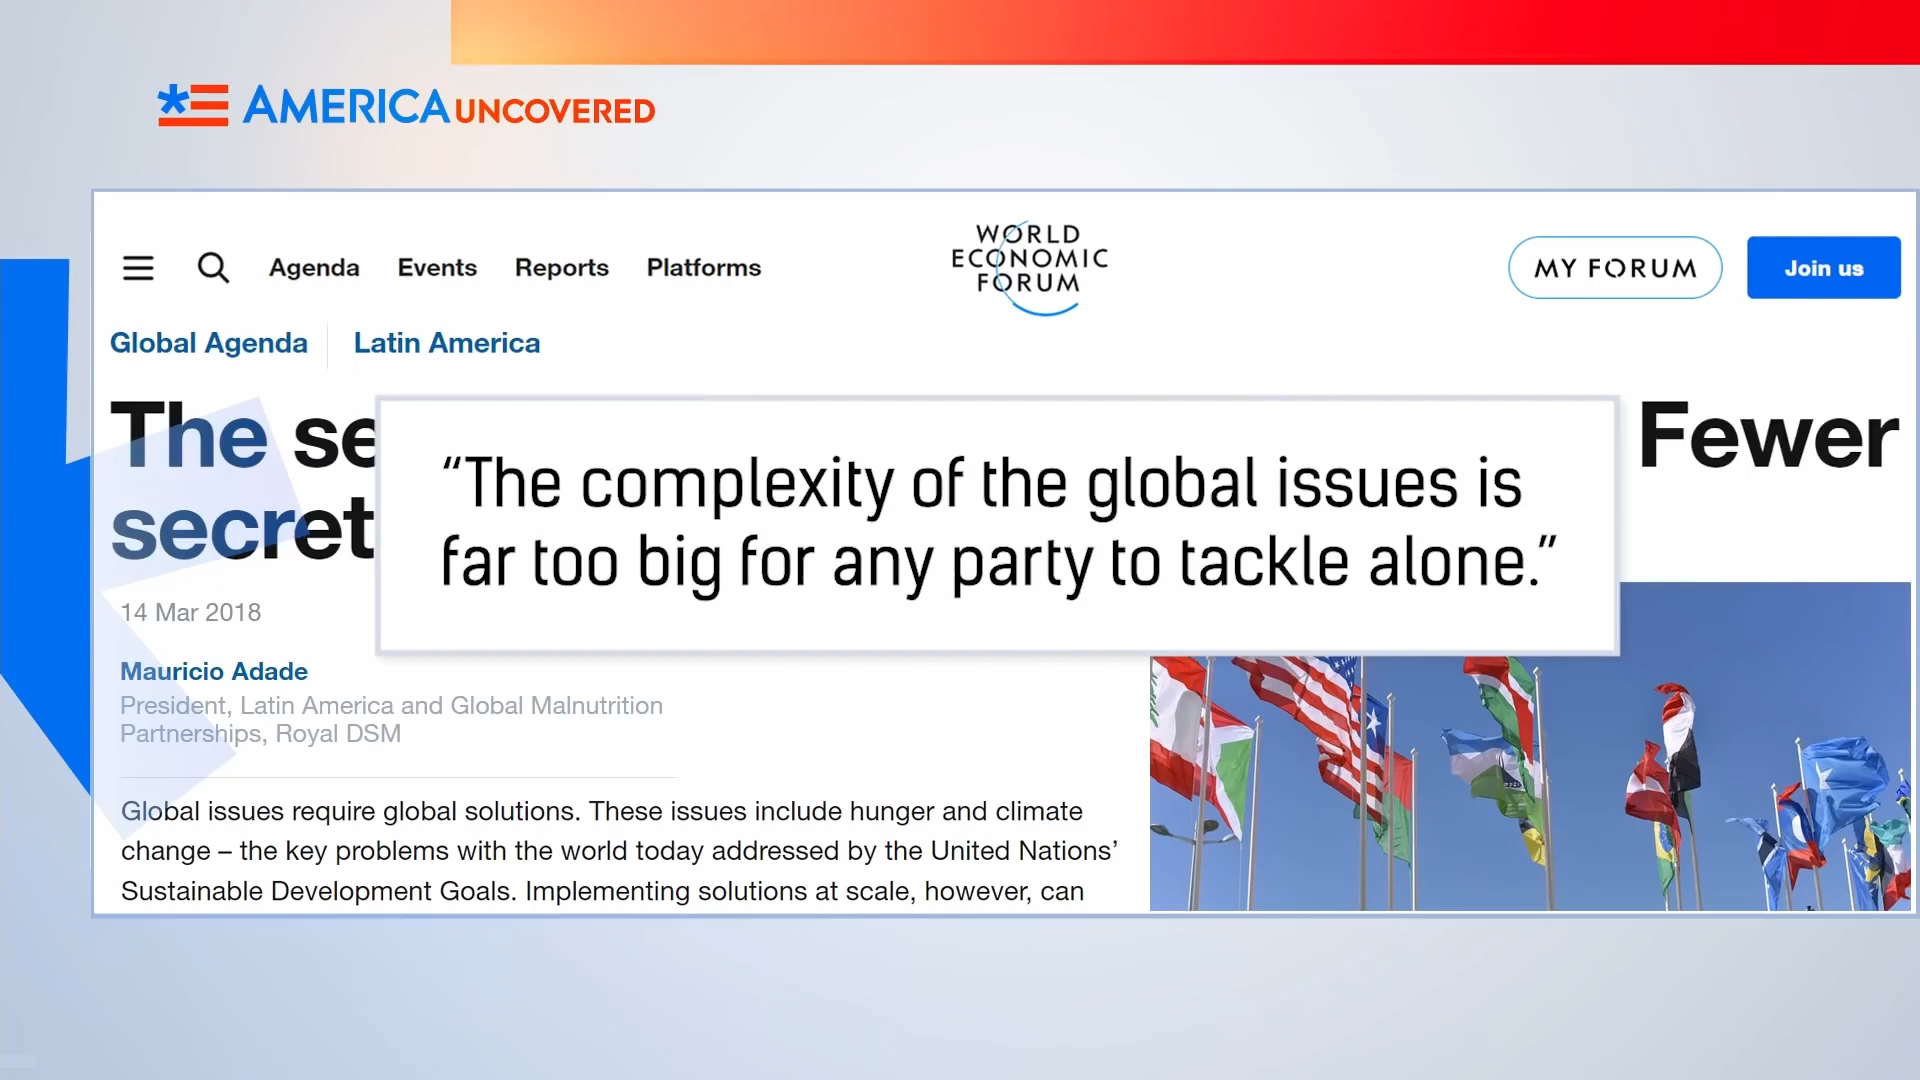 AMERICA UNCOVERED
Agenda Events Reports Platforms
WORLD
ECONOMIC
FORUM
MY FORUM
Join us
Global Agenda Latin America
The se
Fewer
secret
“The complexity of the global issues is
far too big for any party to tackle alone.”
14 Mar 2018
Mauricio Adade
President, Latin America and Global Malnutrition
Partnerships, Royal DSM
Global issues require global solutions. These issues include hunger and climate
change – the key problems with the world today addressed by the United Nations’
Sustainable Development Goals. Implementing solutions at scale, however, can